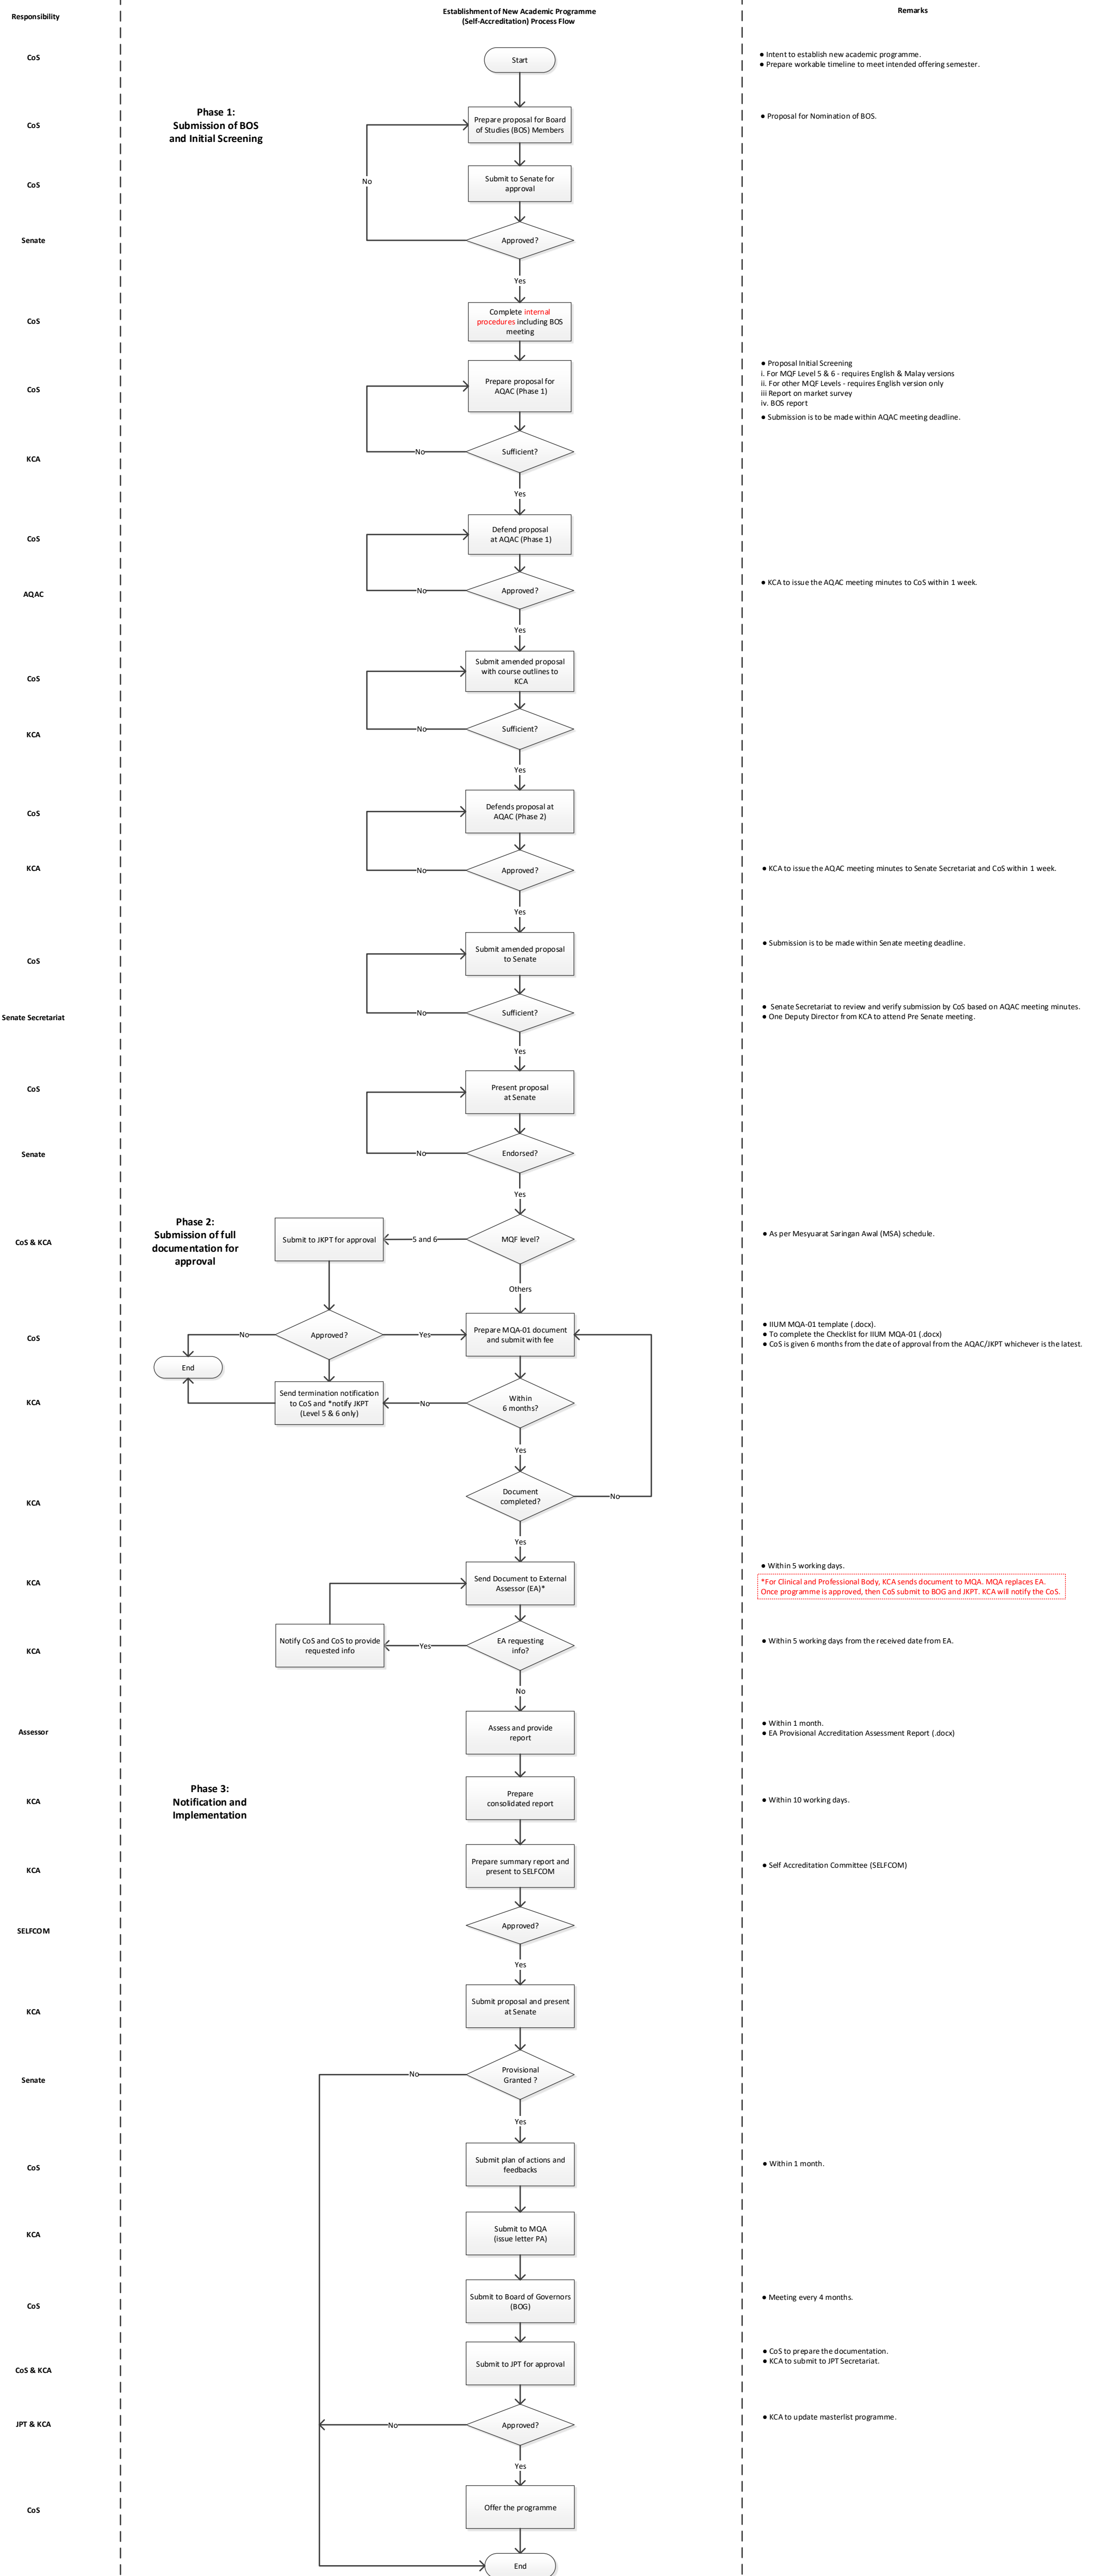 Responsibility
Establishment of New Academic Programme
(Self-Accreditation) Process Flow
Remarks
CoS
Start
● Intent to establish new academic programme.
● Prepare workable timeline to meet intended offering semester.
Phase 1:
Submission of BOS
and Initial Screening
CoS
Prepare proposal for Board
of Studies (BOS) Members
● Proposal for Nomination of BOS.
No
CoS
Submit to Senate for
approval
Senate
Approved?
Yes
CoS
Complete internal
procedures including BOS
meeting
CoS
Prepare proposal for
AQAC (Phase 1)
● Proposal Initial Screening
i. For MQF Level 5 & 6 - requires English & Malay versions
ii. For other MQF Levels - requires English version only
iii Report on market survey
iv. BOS report
● Submission is to be made within AQAC meeting deadline.
KCA
No
Sufficient?
Yes
CoS
Defend proposal
at AQAC (Phase 1)
AQAC
No
Approved?
● KCA to issue the AQAC meeting minutes to CoS within 1 week.
Yes
CoS
Submit amended proposal
with course outlines to
KCA
KCA
No
Sufficient?
Yes
CoS
Defends proposal at
AQAC (Phase 2)
KCA
No
Approved?
● KCA to issue the AQAC meeting minutes to Senate Secretariat and CoS within 1 week.
Yes
CoS
Submit amended proposal
to Senate
● Submission is to be made within Senate meeting deadline.
Senate Secretariat
No
Sufficient?
● Senate Secretariat to review and verify submission by CoS based on AQAC meeting minutes.
● One Deputy Director from KCA to attend Pre Senate meeting.
Yes
CoS
Present proposal
at Senate
Senate
No
Endorsed?
Yes
Phase 2:
Submission of full
documentation for
approval
CoS & KCA
Submit to JKPT for approval
5 and 6
MQF level?
● As per Mesyuarat Saringan Awal (MSA) schedule.
Others
CoS
No
Approved?
Yes
Prepare MQA-01 document
and submit with fee
● IIUM MQA-01 template (.docx).
● To complete the Checklist for IIUM MQA-01 (.docx)
● CoS is given 6 months from the date of approval from the AQAC/JKPT whichever is the latest.
End
KCA
Send termination notification
to CoS and *notify JKPT
(Level 5 & 6 only)
No
Within
6 months?
Yes
KCA
Document
completed?
No
Yes
KCA
Send Document to External
Assessor (EA)*
● Within 5 working days.
*For Clinical and Professional Body, KCA sends document to MQA. MQA replaces EA.
Once programme is approved, then CoS submit to BOG and JKPT. KCA will notify the CoS.
KCA
Notify CoS and CoS to provide
requested info
Yes
EA requesting
info?
● Within 5 working days from the received date from EA.
No
Assessor
Assess and provide
report
● Within 1 month.
● EA Provisional Accreditation Assessment Report (.docx)
Phase 3:
Notification and
Implementation
KCA
Prepare
consolidated report
● Within 10 working days.
KCA
Prepare summary report and
present to SELFCOM
● Self Accreditation Committee (SELFCOM)
SELFCOM
Approved?
Yes
KCA
Submit proposal and present
at Senate
Senate
No
Provisional
Granted ?
Yes
CoS
Submit plan of actions and
feedbacks
● Within 1 month.
KCA
Submit to MQA
(issue letter PA)
CoS
Submit to Board of Governors
(BOG)
● Meeting every 4 months.
CoS & KCA
Submit to JPT for approval
● CoS to prepare the documentation.
● KCA to submit to JPT Secretariat.
JPT & KCA
No
Approved?
● KCA to update masterlist programme.
Yes
CoS
Offer the programme
End